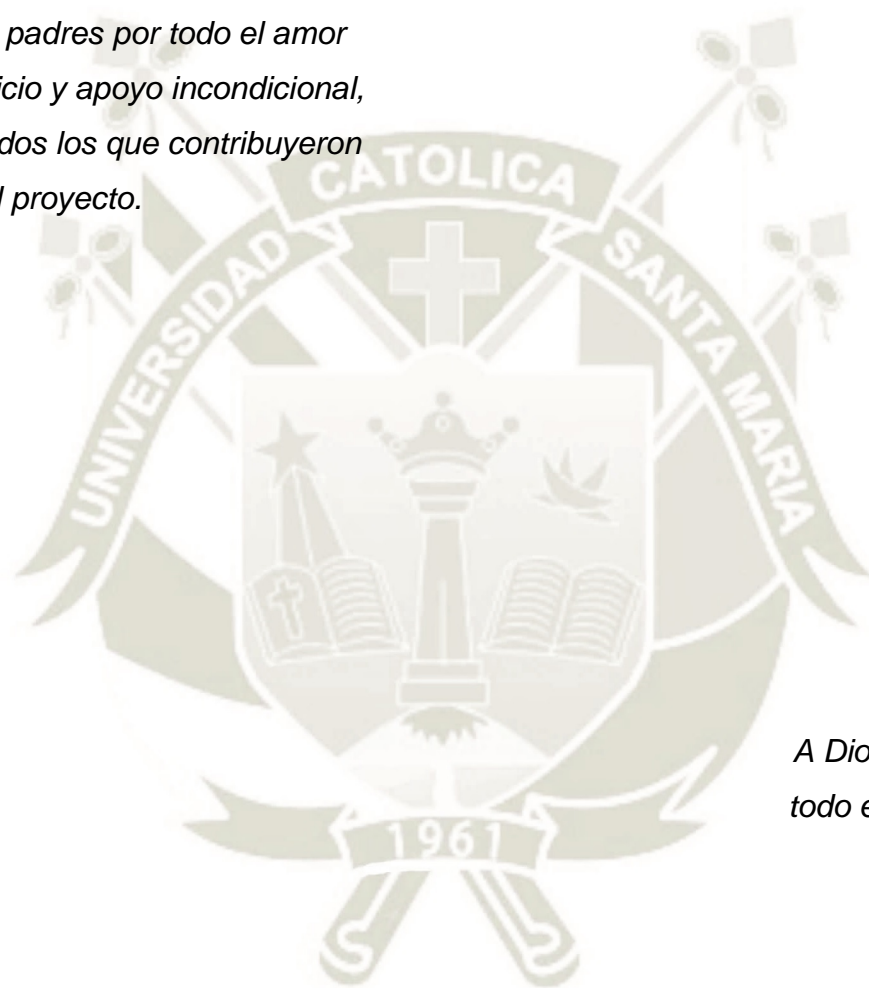 padres por todo el amor
icio y apoyo incondicional,
dos los que contribuyeron
l proyecto.
CATOLICA
UNIVERSIDAD
SANTA MARIA
A Dio
todo e
1961